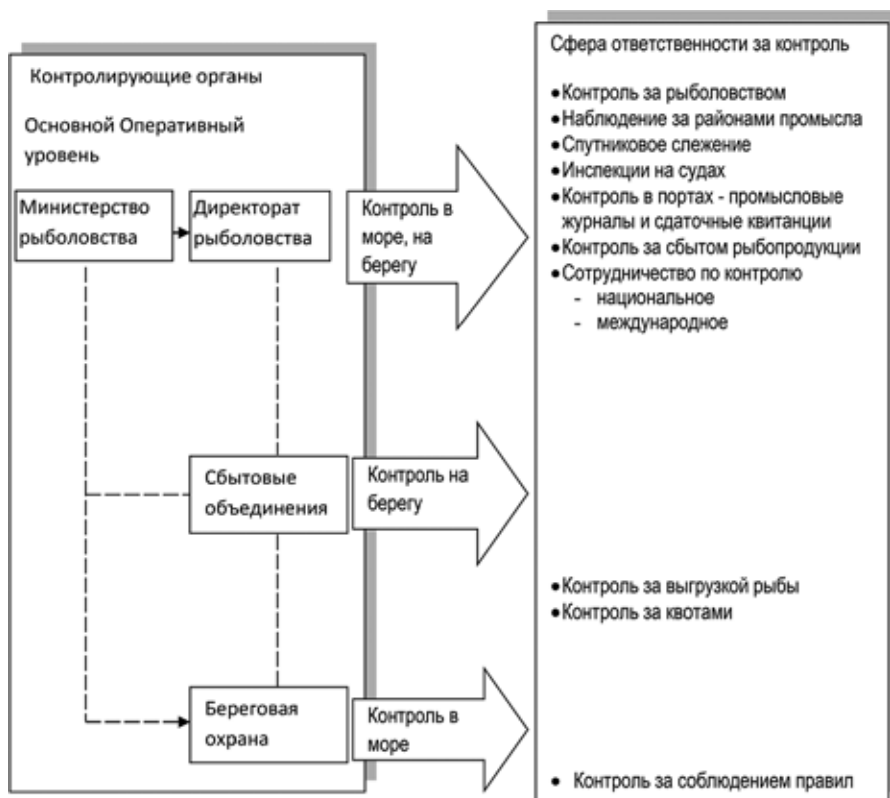 Контролирующие органы
Основной Оперативный
уровень
Министерство
рыболовства
Директорат
рыболовства
Контроль в
море, на
берегу
Сбытовые
объединения
Контроль на
берегу
Береговая
охрана
Контроль в
море
Сфера ответственности за контроль
•Контроль за рыболовством
•Наблюдение за районами промысла
•Спутниковое слежение
•Инспекции на судах
•Контроль в портах - промысловые
журналы и сдаточные квитанции
•Контроль за сбытом рыбопродукции
•Сотрудничество по контролю
- национальное
- международное
•Контроль за выгрузкой рыбы
•Контроль за квотами
• Контроль за соблюдением правил